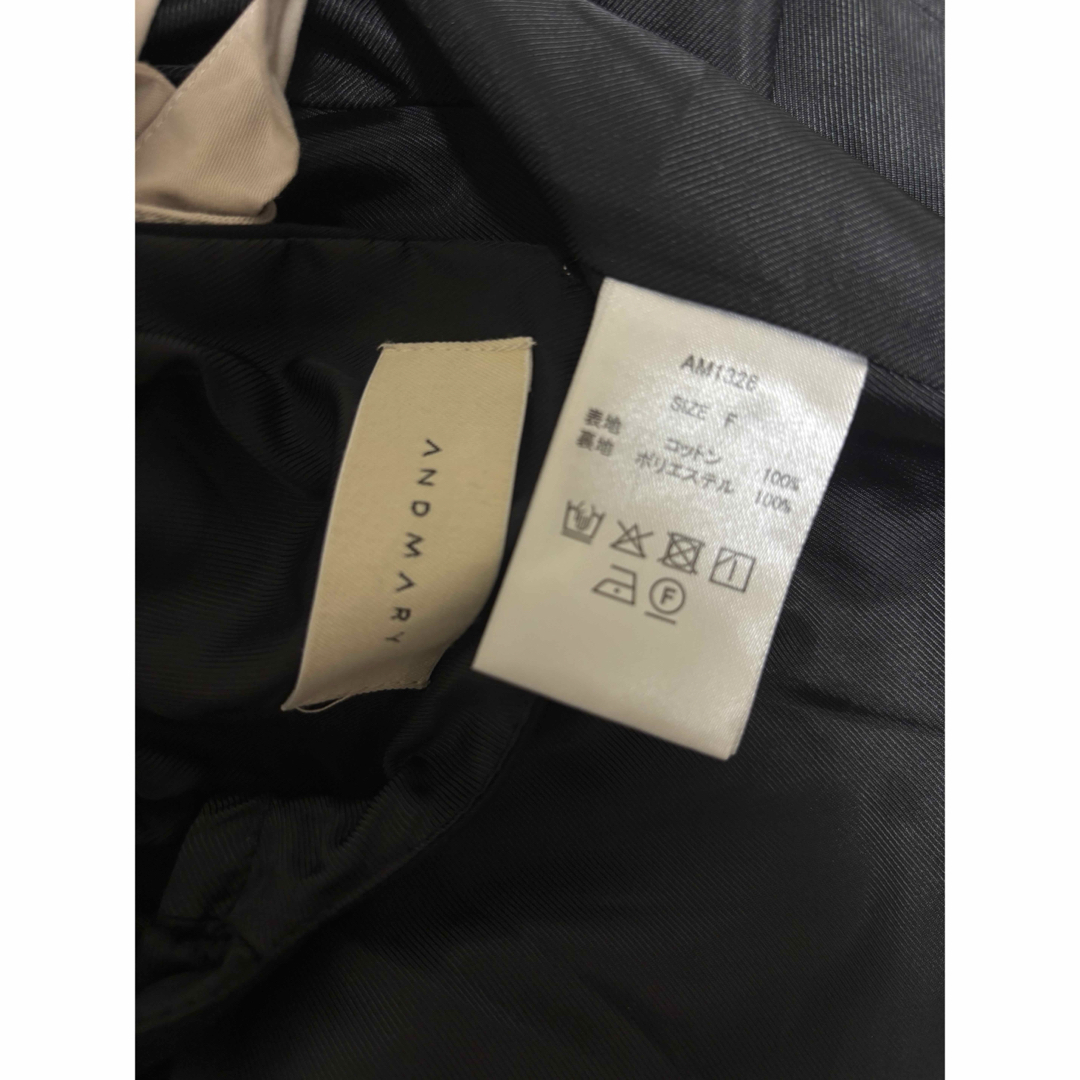 ANDMARY
AM1326
SIZE F
表地 コットン 100%
裏地 ポリエステル 100%
F